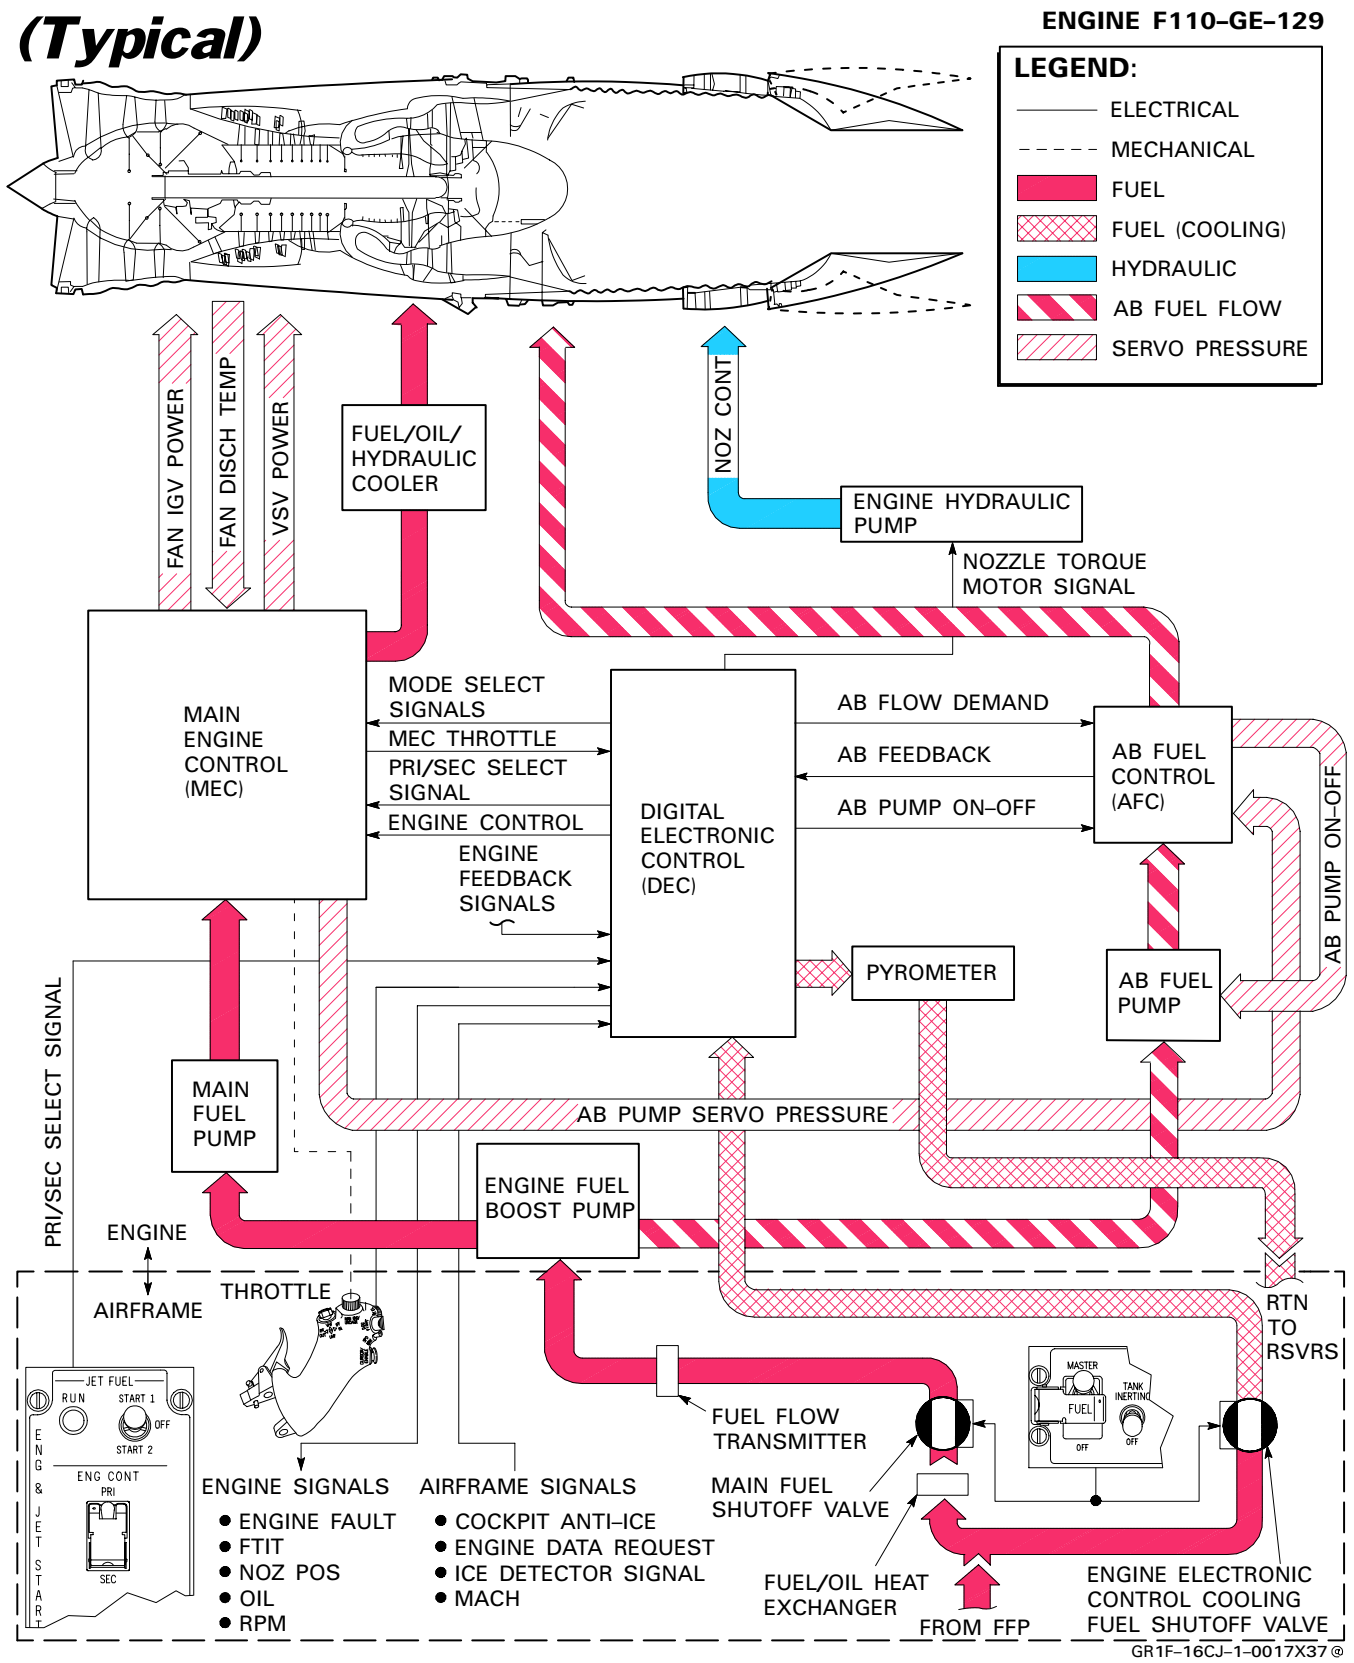 (Typical)
ENGINE F110–GE–129
LEGEND:
ELECTRICAL
MECHANICAL
FUEL
FUEL (COOLING)
HYDRAULIC
AB FUEL FLOW
SERVO PRESSURE
FAN IGV POWER
FAN DISCH TEMP
VSV POWER
FUEL/OIL/
HYDRAULIC
COOLER
NOZ CONT
ENGINE HYDRAULIC
PUMP
NOZZLE TORQUE
MOTOR SIGNAL
MAIN
ENGINE
CONTROL
(MEC)
MODE SELECT
SIGNALS
MEC THROTTLE
PRI/SEC SELECT
SIGNAL
ENGINE CONTROL
ENGINE
FEEDBACK
SIGNALS
DIGITAL
ELECTRONIC
CONTROL
(DEC)
AB FLOW DEMAND
AB FEEDBACK
AB PUMP ON–OFF
AB FUEL
CONTROL
(AFC)
AB PUMP ON–OFF
PYROMETER
AB FUEL
PUMP
PRI/SEC SELECT SIGNAL
MAIN
FUEL
PUMP
AB PUMP SERVO PRESSURE
ENGINE FUEL
BOOST PUMP
ENGINE
AIRFRAME
THROTTLE
RTN
TO
RSVRS
JET FUEL
RUN
START 1
OFF
START 2
ENG CONT
PRI
SEC
ENG & JET START
MASTER
FUEL
OFF
TANK
INERTING
OFF
FUEL FLOW
TRANSMITTER
MAIN FUEL
SHUTOFF VALVE
ENGINE SIGNALS
● ENGINE FAULT
● FTIT
● NOZ POS
● OIL
● RPM
AIRFRAME SIGNALS
● COCKPIT ANTI–ICE
● ENGINE DATA REQUEST
● ICE DETECTOR SIGNAL
● MACH
FUEL/OIL HEAT
EXCHANGER
FROM FFP
ENGINE ELECTRONIC
CONTROL COOLING
FUEL SHUTOFF VALVE
GR1F–16CJ–1–0017X37@